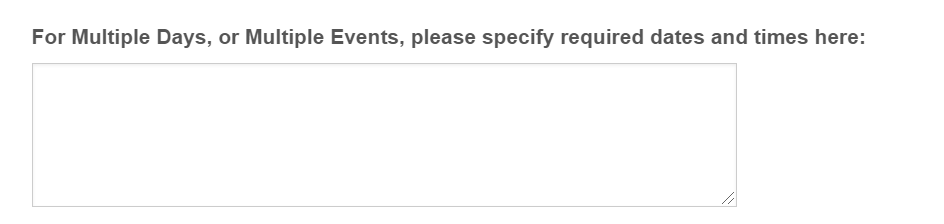 For Multiple Days, or Multiple Events, please specify required dates and times here: